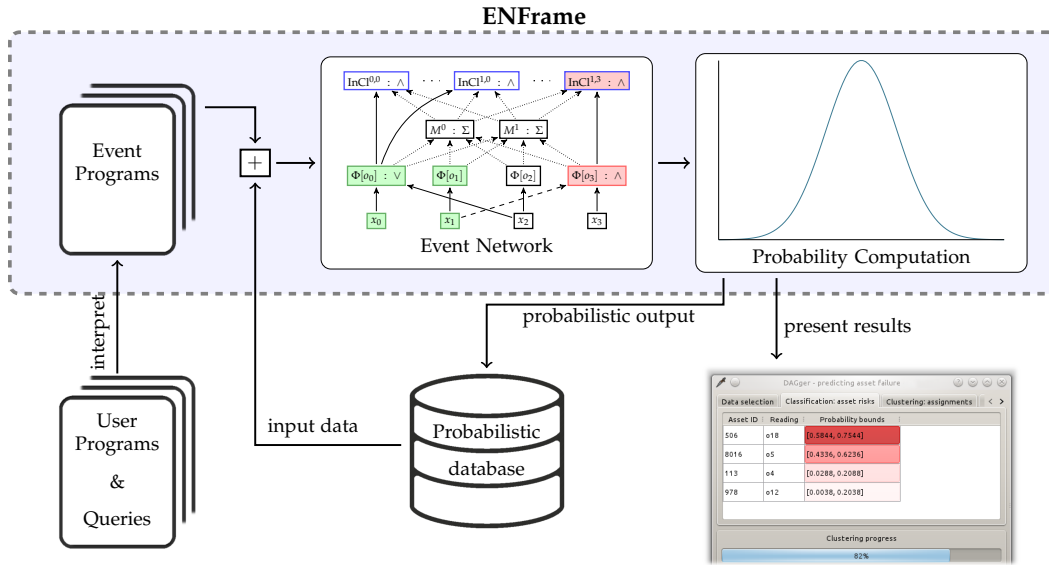 ENFrame
Event
Programs
+
InCl^{0,0} : ∧ · · · InCl^{1,0} : ∧ · · · InCl^{1,3} : ∧
M^0 : Σ M^1 : Σ
Φ[o_0] : ∨ Φ[o_1] Φ[o_2] Φ[o_3] : ∧
x_0 x_1 x_2 x_3
Event Network
Probability Computation
interpret
probabilistic output
present results
User
Programs
&
Queries
input data
Probabilistic
database
DAGger - predicting asset failure
Data selection Classification: asset risks Clustering: assignments
Asset ID Reading Probability bounds
506 o18 [0.5844, 0.7544]
8016 o5 [0.4336, 0.6236]
113 o4 [0.0288, 0.2088]
978 o12 [0.0038, 0.2038]
Clustering progress
82%